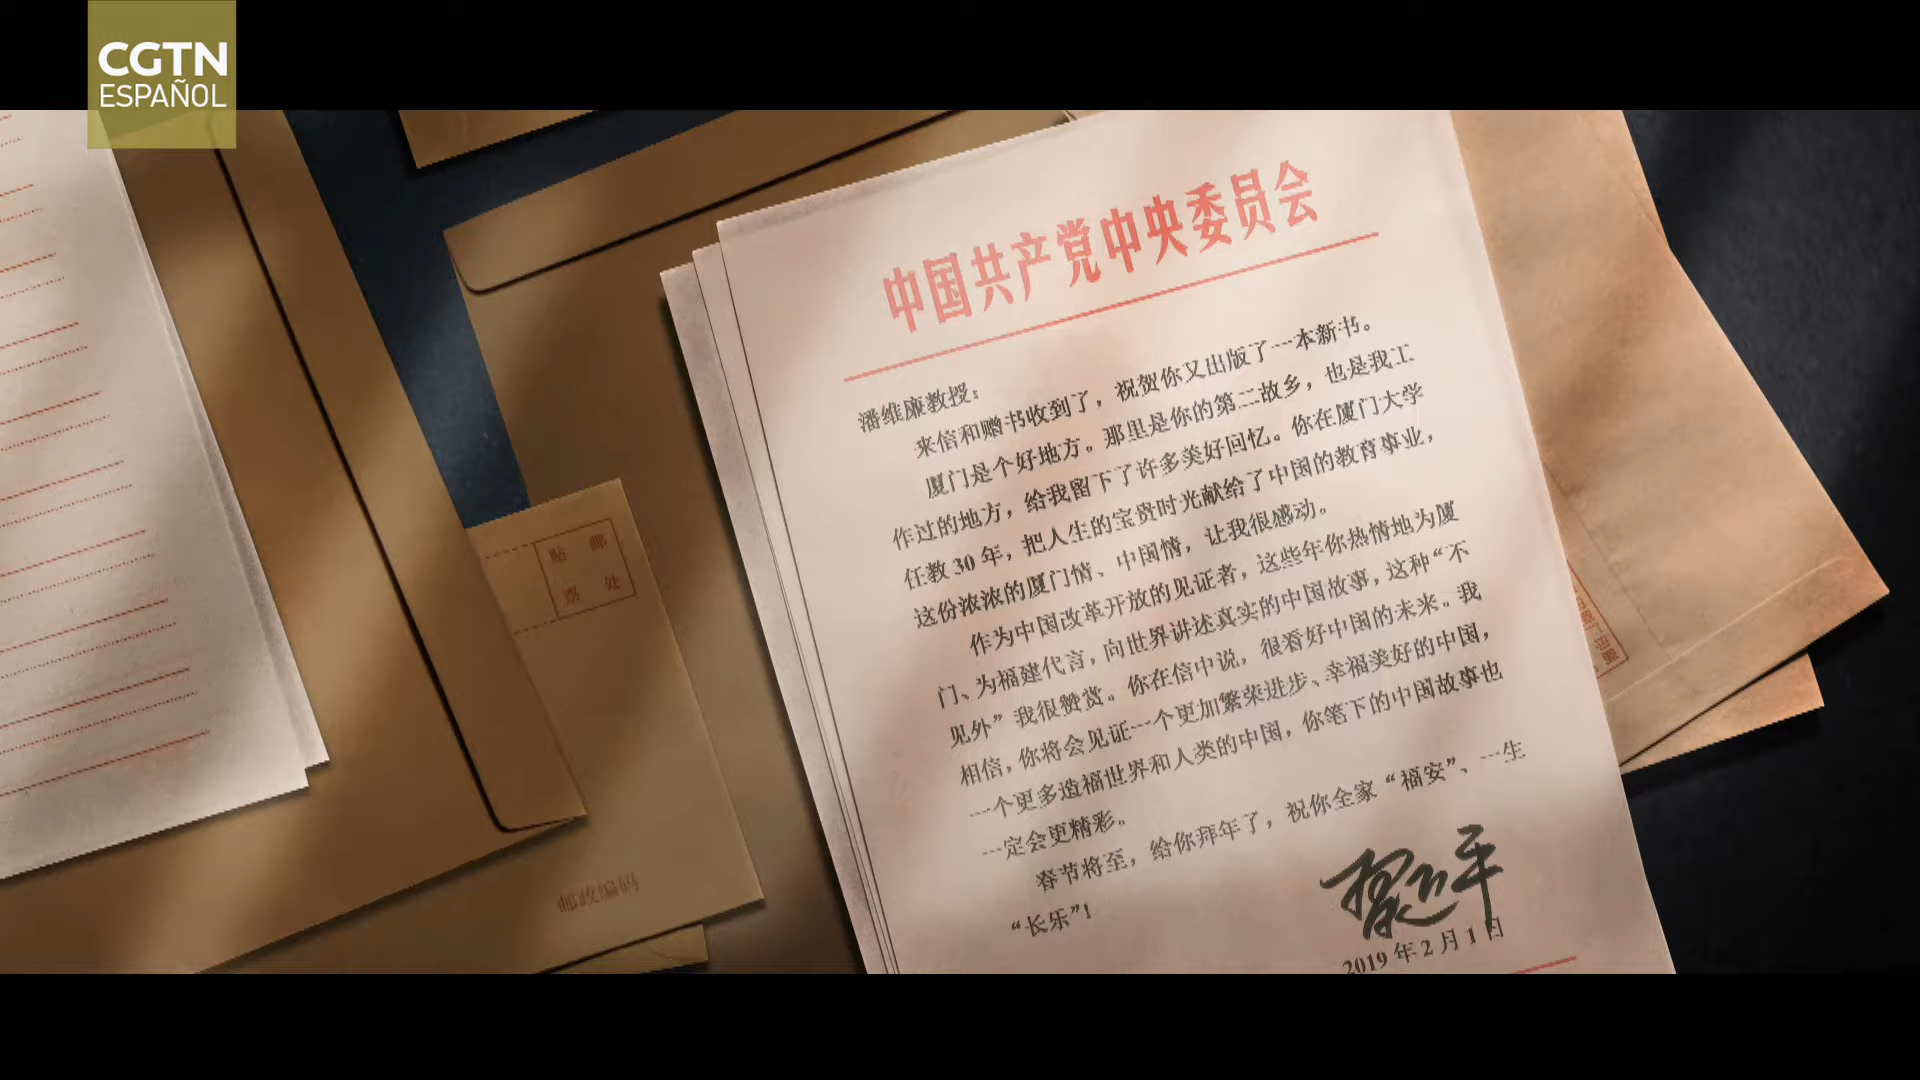 CGTN
ESPAÑOL
中国共产党中央委员会
潘维廉教授：
来信和赠书收到了，祝贺你又出版了一本新书。
厦门是个好地方。那里是你的第二故乡，也是我工
作过的地方，给我留下了许多美好回忆。你在厦门大学
任教30年，把人生的宝贵时光献给了中国的教育事业，
这份浓浓的厦门情、中国情，让我很感动。
作为中国改革开放的见证者，这些年你热情地为厦
门、为福建代言，向世界讲述真实的中国故事，这种“不
见外”我很赞赏。你在信中说，很看好中国的未来。我
相信，你将会见证一个更加繁荣进步、幸福美好的中国，
一个更多造福世界和人类的中国，你笔下的中国故事也
一定会更精彩。
春节将至，给你拜年了，祝你全家“福安”、一生
“长乐”！
习近平
2019年2月1日
贴 邮
票 处
邮政编码